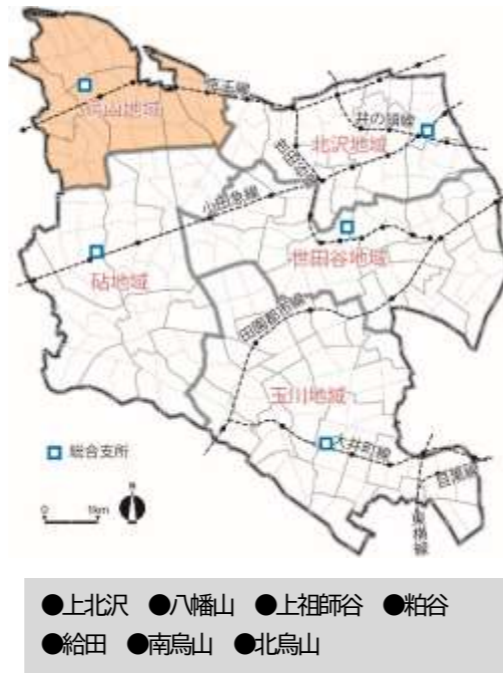 京王線
烏山地域
井の頭線
北沢地域
世田谷線
小田急線
世田谷地域
砧地域
田園都市線
玉川地域
大井町線
目黒線
東横線
総合支所
N
0 1km
●上北沢 ●八幡山 ●上祖師谷 ●粕谷
●給田 ●南烏山 ●北烏山